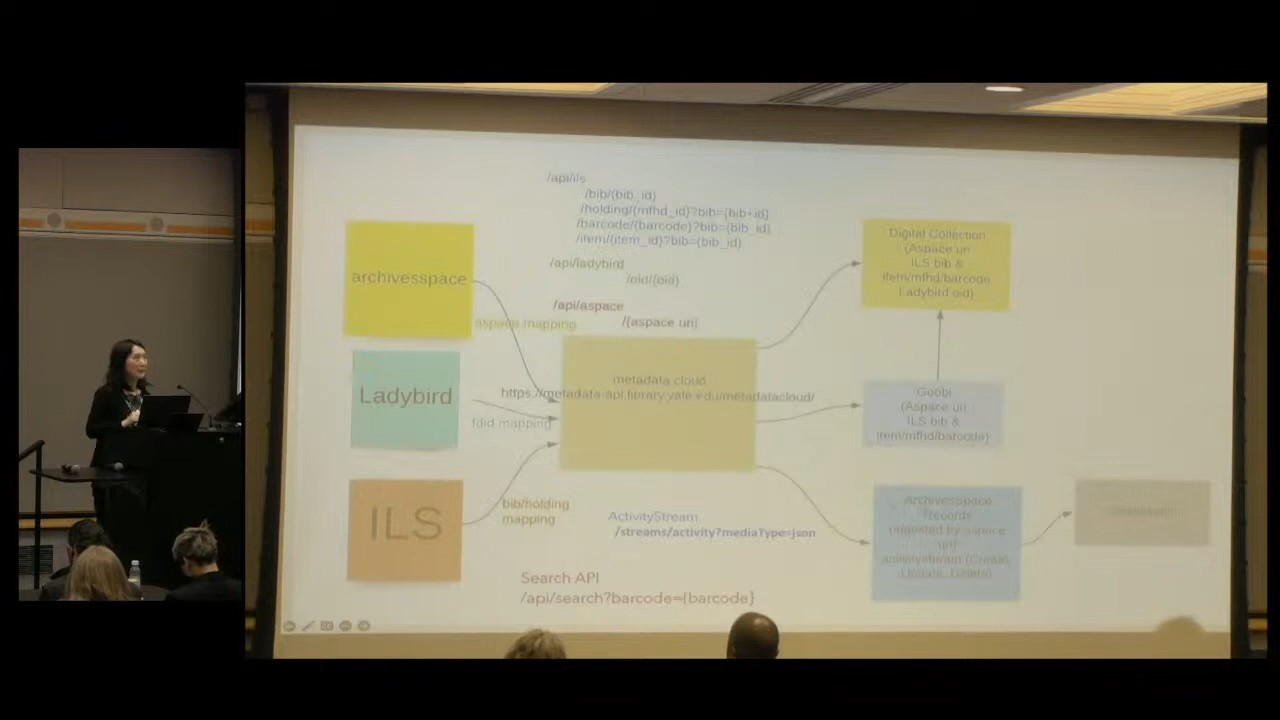 /api/ils
/bib/{bib_id}
/holding/{mfhd_id}?bib={bib+id}
/barcode/{barcode}?bib={bib_id}
/item/{item_id}?bib={bib_id}
/api/ladybird
/oid/{oid}
/api/aspace
/{aspace uri}
archivesspace
aspace mapping
Ladybird
fdid mapping
ILS
bib/holding
mapping
metadata cloud
https://metadata-api.library.yale.edu/metadatacloud/
ActivityStream
/streams/activity?mediaType=json
Search API
/api/search?barcode={barcode}
Digital Collection
(Aspace uri
ILS bib &
item/mfhd/barcode
Ladybird oid)
Goobi
(Aspace uri
ILS bib &
item/mfhd/barcode)
ArchivesSpace
Records
(ingested by aspace
uri)
activitystream (Create,
Update, Delete)